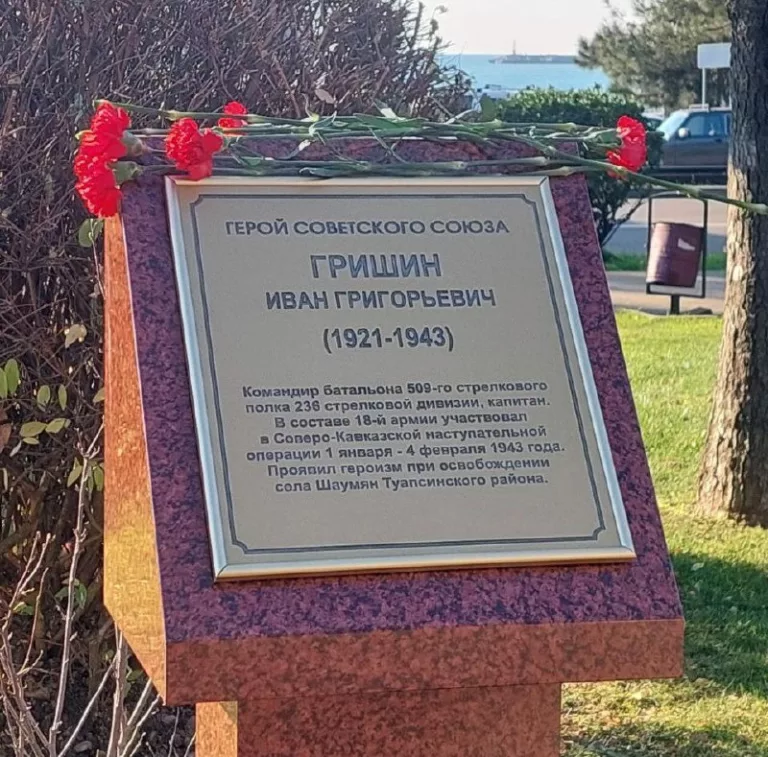 ГЕРОЙ СОВЕТСКОГО СОЮЗА
ГРИШИН
ИВАН ГРИГОРЬЕВИЧ
(1921-1943)
Командир батальона 509-го стрелкового
полка 236 стрелковой дивизии, капитан.
В составе 18-й армии участвовал
в Северо-Кавказской наступательной
операции 1 января - 4 февраля 1943 года.
Проявил героизм при освобождении
села Шаумян Туапсинского района.